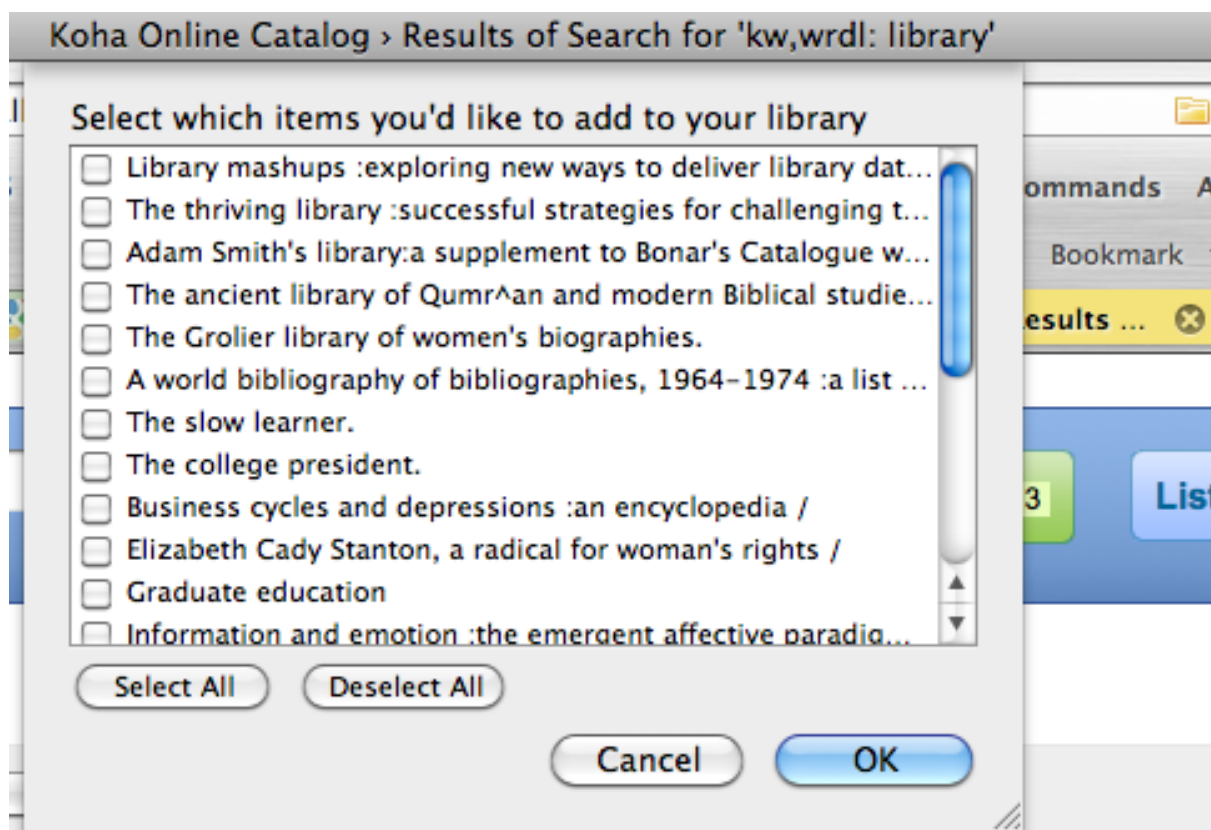 Koha Online Catalog › Results of Search for 'kw,wrdl: library'
Select which items you'd like to add to your library
Library mashups :exploring new ways to deliver library dat...
The thriving library :successful strategies for challenging t...
Adam Smith's library:a supplement to Bonar's Catalogue w...
The ancient library of Qumr^an and modern Biblical studie...
The Grolier library of women's biographies.
A world bibliography of bibliographies, 1964-1974 :a list ...
The slow learner.
The college president.
Business cycles and depressions :an encyclopedia /
Elizabeth Cady Stanton, a radical for woman's rights /
Graduate education
Information and emotion :the emergent affective paradig...
Select All Deselect All
Cancel OK
ommands A
Bookmark
esults ...
3 List